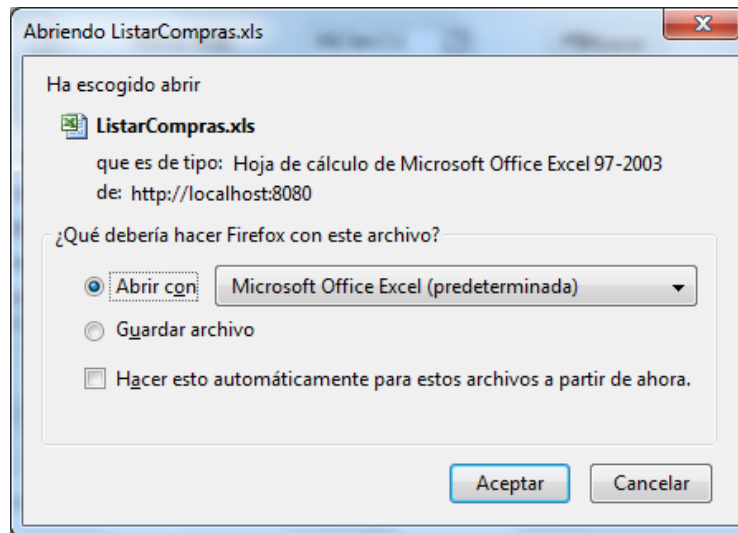 Abriendo ListarCompras.xls
Ha escogido abrir
ListarCompras.xls
que es de tipo: Hoja de cálculo de Microsoft Office Excel 97-2003
de: http://localhost:8080
¿Qué debería hacer Firefox con este archivo?
Abrir con Microsoft Office Excel (predeterminada)
Guardar archivo
Hacer esto automáticamente para estos archivos a partir de ahora.
Aceptar Cancelar